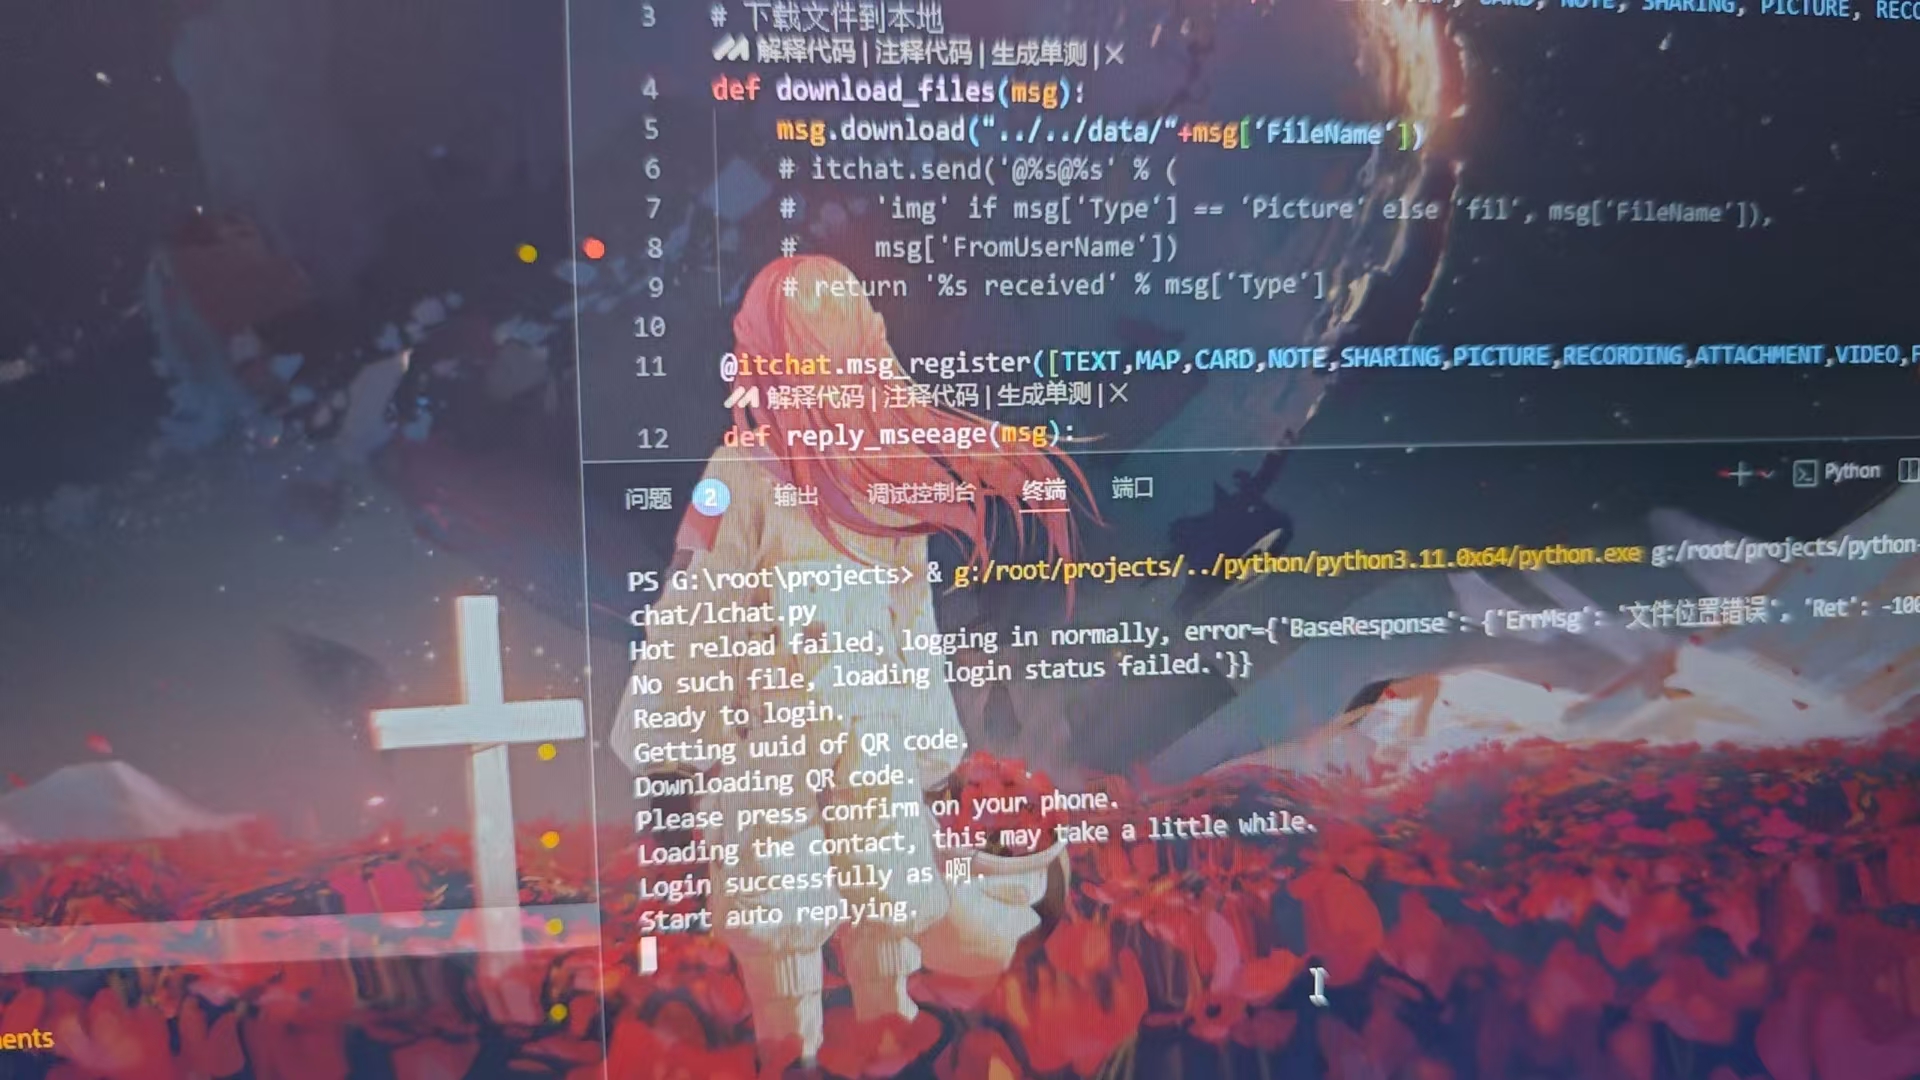 SHARING, PICTURE, RECO
3 # 下载文件到本地
解释代码 | 注释代码 | 生成单测 | ×
4 def download_files(msg):
5 msg.download("../../data/"+msg['FileName'])
6 # itchat.send('@%s@%s' % (
7 # 'img' if msg['Type'] == 'Picture' else 'fil', msg['FileName']),
8 # msg['FromUserName'])
9 # return '%s received' % msg['Type']
10
11 @itchat.msg_register([TEXT,MAP,CARD,NOTE,SHARING,PICTURE,RECORDING,ATTACHMENT,VIDEO,F
解释代码 | 注释代码 | 生成单测 | ×
12 def reply_mseeage(msg):
问题 2 输出 调试控制台 终端 端口 Python
PS G:\root\projects> & g:/root/projects/../python/python3.11.0x64/python.exe g:/root/projects/python-
chat/lchat.py
Hot reload failed, logging in normally, error={'BaseResponse': {'ErrMsg': '文件位置错误', 'Ret': -100
No such file, loading login status failed.'}}
Ready to login.
Getting uuid of QR code.
Downloading QR code.
Please press confirm on your phone.
Loading the contact, this may take a little while.
Login successfully as 啊.
Start auto replying.
ents